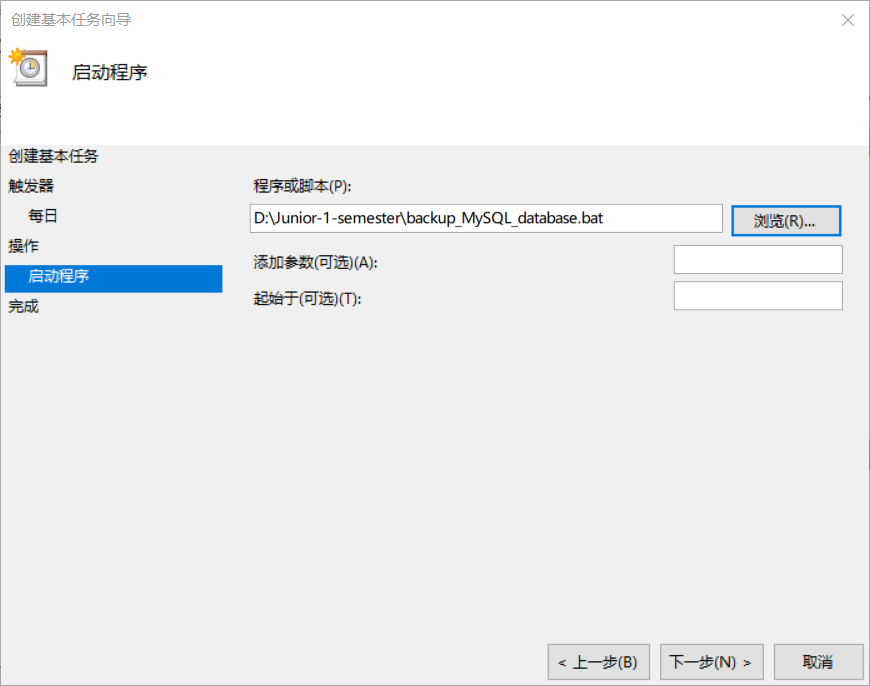 创建基本任务向导
启动程序
创建基本任务
触发器
每日
操作
启动程序
完成
程序或脚本(P):
D:\Junior-1-semester\backup_MySQL_database.bat
浏览(R)...
添加参数(可选)(A):
起始于(可选)(T):
< 上一步(B)
下一步(N) >
取消